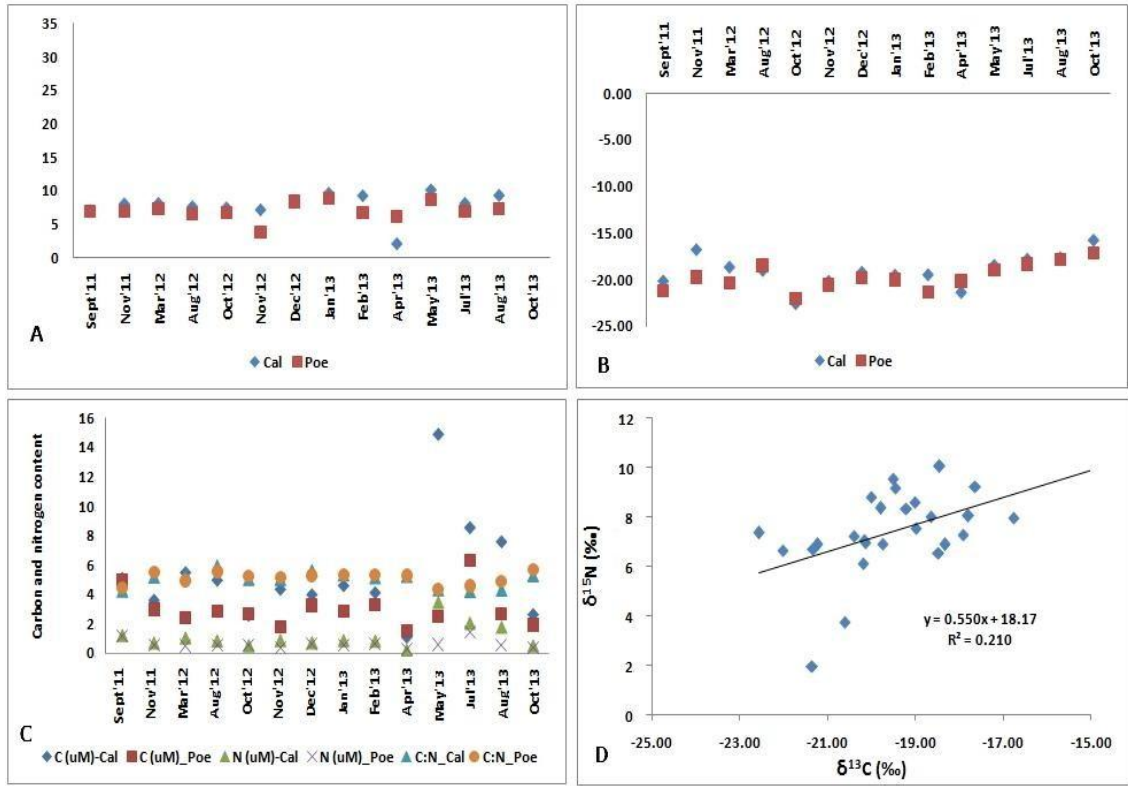 35
30
25
20
15
10
5
0
Sept'11 Nov'11 Mar'12 Aug'12 Oct'12 Nov'12 Dec'12 Jan'13 Feb'13 Apr'13 May'13 Jul'13 Aug'13 Oct'13
A
Cal Poe
Sept'11 Nov'11 Mar'12 Aug'12 Oct'12 Nov'12 Dec'12 Jan'13 Feb'13 Apr'13 May'13 Jul'13 Aug'13 Oct'13
0.00
-5.00
-10.00
-15.00
-20.00
-25.00
B
Cal Poe
Carbon and nitrogen content
16
14
12
10
8
6
4
2
0
Sept'11 Nov'11 Mar'12 Aug'12 Oct'12 Nov'12 Dec'12 Jan'13 Feb'13 Apr'13 May'13 Jul'13 Aug'13 Oct'13
C
C (uM)-Cal C (uM)_Poe N (uM)-Cal N (uM)_Poe C:N_Cal C:N_Poe
δ¹⁵N (‰)
12
10
8
6
4
2
0
y = 0.550x + 18.17
R² = 0.210
-25.00 -23.00 -21.00 -19.00 -17.00 -15.00
D
δ¹³C (‰)